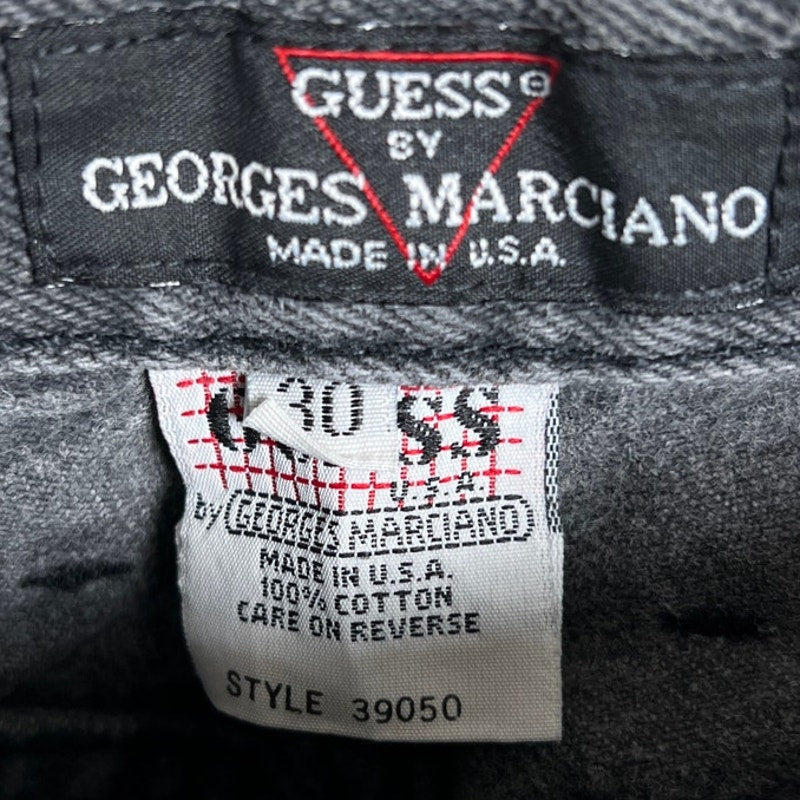 GUESS®
BY
GEORGES MARCIANO
MADE IN U.S.A.
30
G SS
U.S.A.
by GEORGES MARCIANO
MADE IN U.S.A.
100% COTTON
CARE ON REVERSE
STYLE 39050